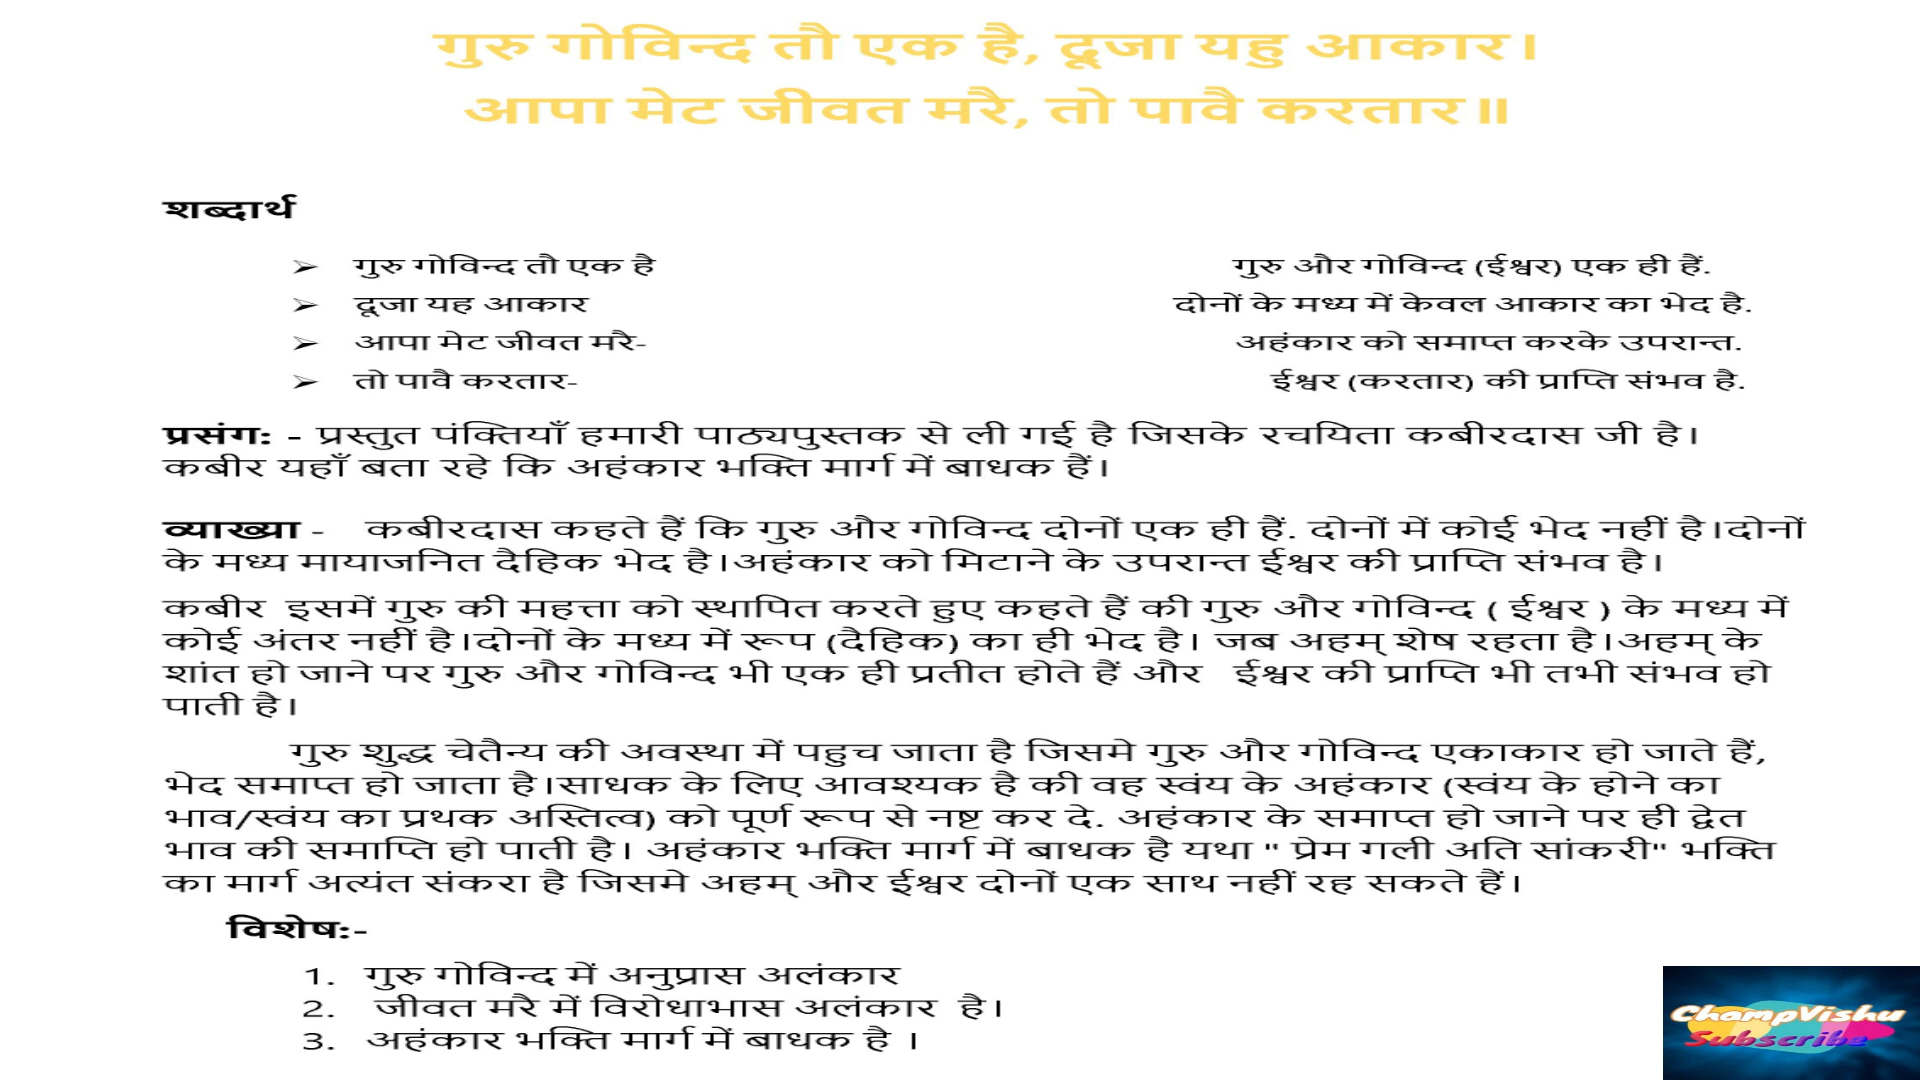 गुरु गोविन्द तौ एक है, दूजा यहु आकार।
आपा मेट जीवत मरै, तो पावै करतार॥
शब्दार्थ
➢ गुरु गोविन्द तौ एक है गुरु और गोविन्द (ईश्वर) एक ही हैं.
➢ दूजा यह आकार दोनों के मध्य में केवल आकार का भेद है.
➢ आपा मेट जीवत मरै- अहंकार को समाप्त करके उपरान्त.
➢ तो पावै करतार- ईश्वर (करतार) की प्राप्ति संभव है.
प्रसंग: - प्रस्तुत पंक्तियाँ हमारी पाठ्यपुस्तक से ली गई है जिसके रचयिता कबीरदास जी है।
कबीर यहाँ बता रहे कि अहंकार भक्ति मार्ग में बाधक हैं।
व्याख्या - कबीरदास कहते हैं कि गुरु और गोविन्द दोनों एक ही हैं. दोनों में कोई भेद नहीं है।दोनों
के मध्य मायाजनित दैहिक भेद है।अहंकार को मिटाने के उपरान्त ईश्वर की प्राप्ति संभव है।
कबीर इसमें गुरु की महत्ता को स्थापित करते हुए कहते हैं की गुरु और गोविन्द ( ईश्वर ) के मध्य में
कोई अंतर नहीं है।दोनों के मध्य में रूप (दैहिक) का ही भेद है। जब अहम् शेष रहता है।अहम् के
शांत हो जाने पर गुरु और गोविन्द भी एक ही प्रतीत होते हैं और ईश्वर की प्राप्ति भी तभी संभव हो
पाती है।
गुरु शुद्ध चेतैन्य की अवस्था में पहुच जाता है जिसमे गुरु और गोविन्द एकाकार हो जाते हैं,
भेद समाप्त हो जाता है।साधक के लिए आवश्यक है की वह स्वंय के अहंकार (स्वंय के होने का
भाव/स्वंय का प्रथक अस्तित्व) को पूर्ण रूप से नष्ट कर दे. अहंकार के समाप्त हो जाने पर ही द्वेत
भाव की समाप्ति हो पाती है। अहंकार भक्ति मार्ग में बाधक है यथा " प्रेम गली अति सांकरी" भक्ति
का मार्ग अत्यंत संकरा है जिसमे अहम् और ईश्वर दोनों एक साथ नहीं रह सकते हैं।
विशेष:-
1. गुरु गोविन्द में अनुप्रास अलंकार
2. जीवत मरै में विरोधाभास अलंकार है।
3. अहंकार भक्ति मार्ग में बाधक है ।
ChampVishu
Subscribe